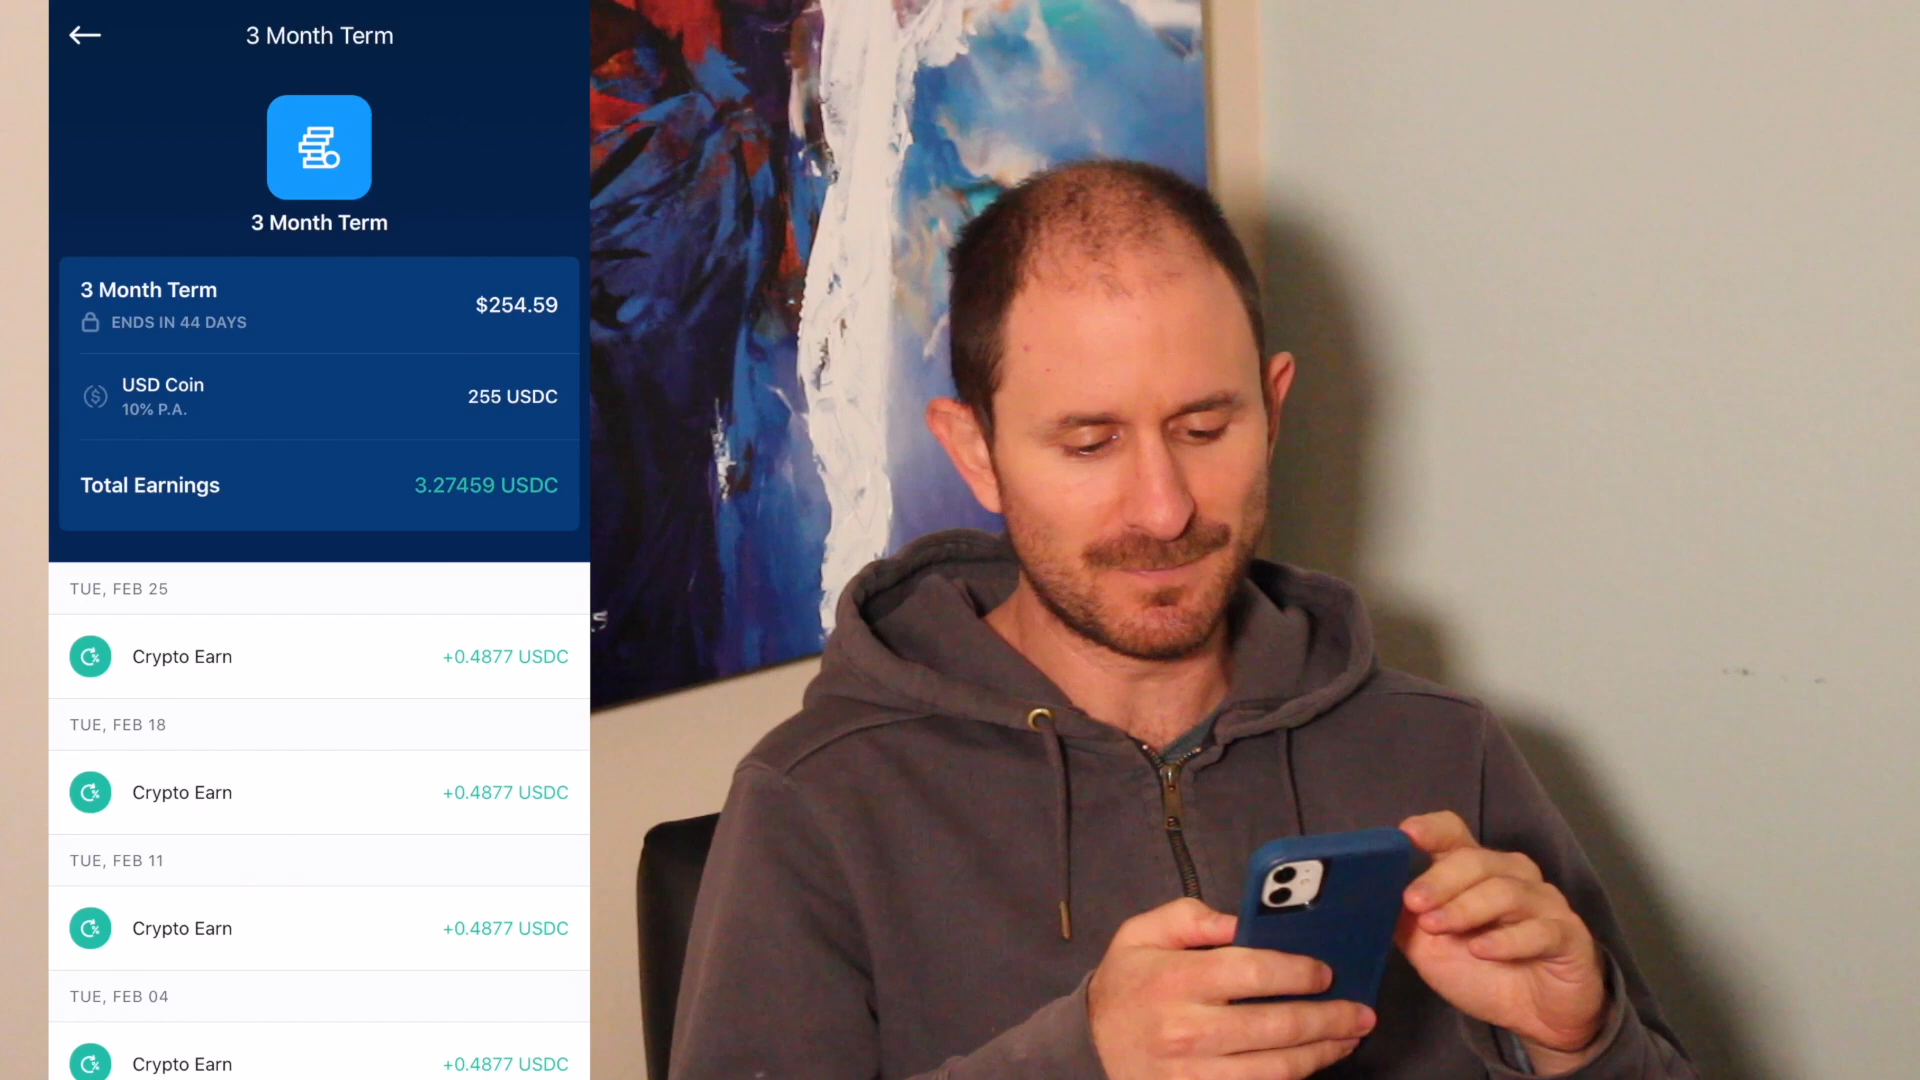 3 Month Term
3 Month Term
3 Month Term
$254.59
ENDS IN 44 DAYS
USD Coin
255 USDC
10% P.A.
Total Earnings
3.27459 USDC
TUE, FEB 25
Crypto Earn
+0.4877 USDC
TUE, FEB 18
Crypto Earn
+0.4877 USDC
TUE, FEB 11
Crypto Earn
+0.4877 USDC
TUE, FEB 04
Crypto Earn
+0.4877 USDC